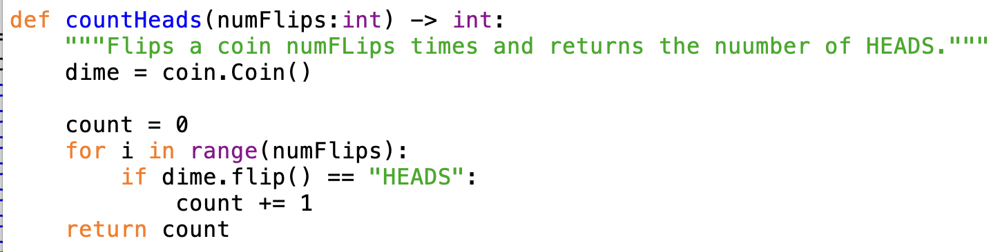 def countHeads(numFlips:int) -> int:
    """Flips a coin numFLips times and returns the nuumber of HEADS."""
    dime = coin.Coin()

    count = 0
    for i in range(numFlips):
        if dime.flip() == "HEADS":
            count += 1
    return count